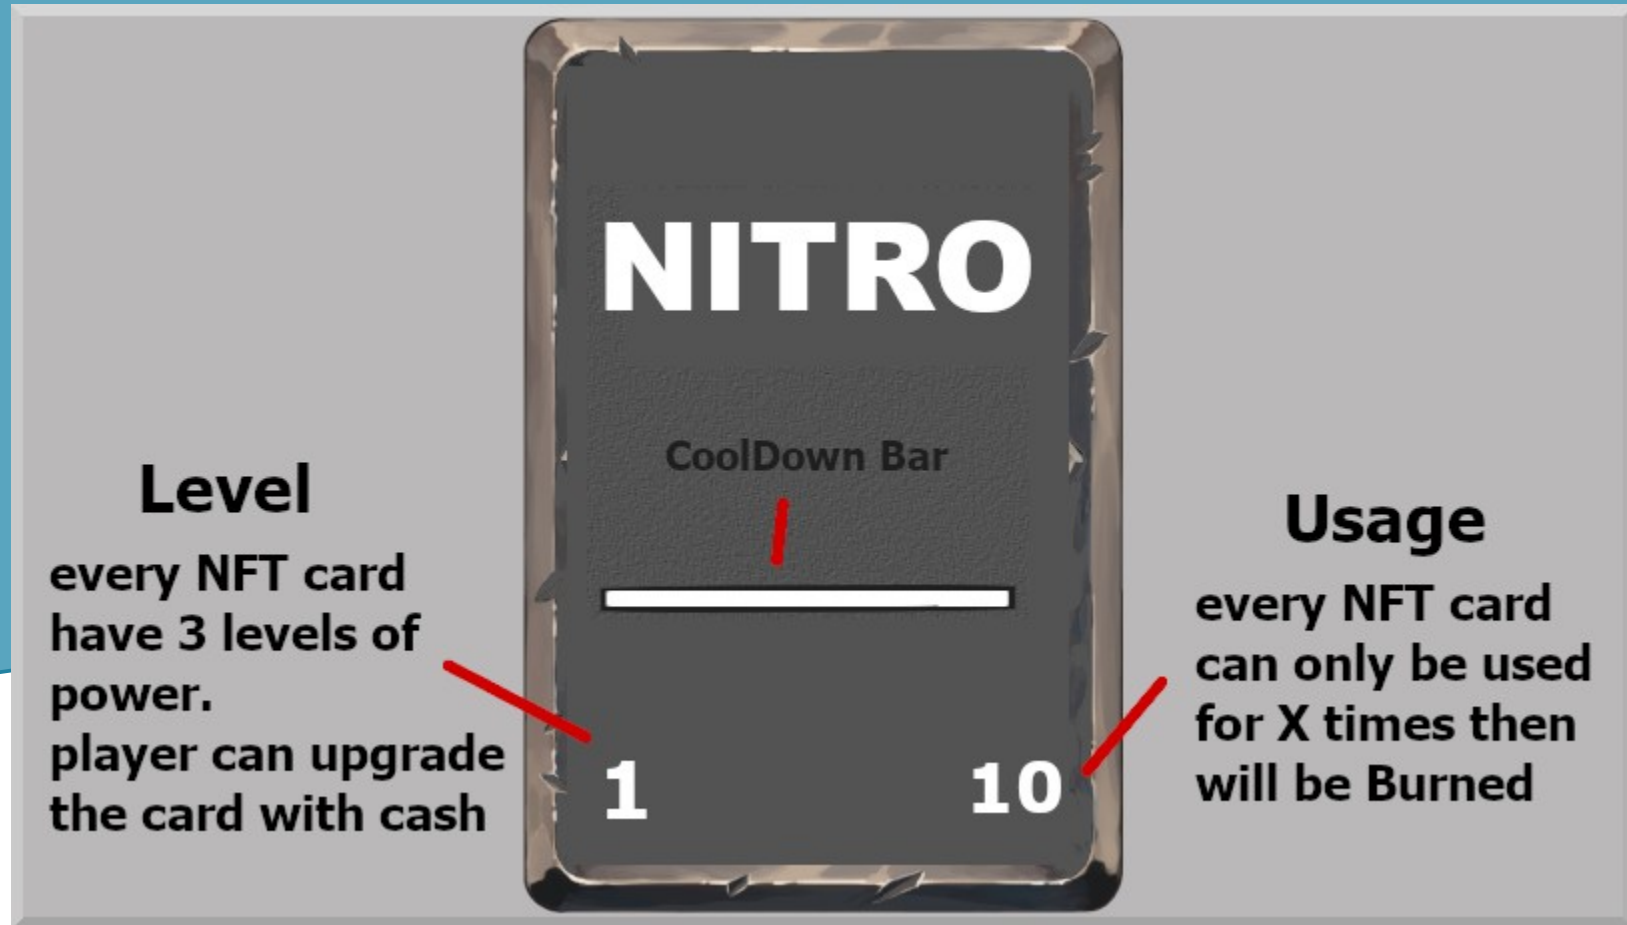 NITRO
CoolDown Bar
Level
every NFT card
have 3 levels of
power.
player can upgrade
the card with cash
1
10
Usage
every NFT card
can only be used
for X times then
will be Burned